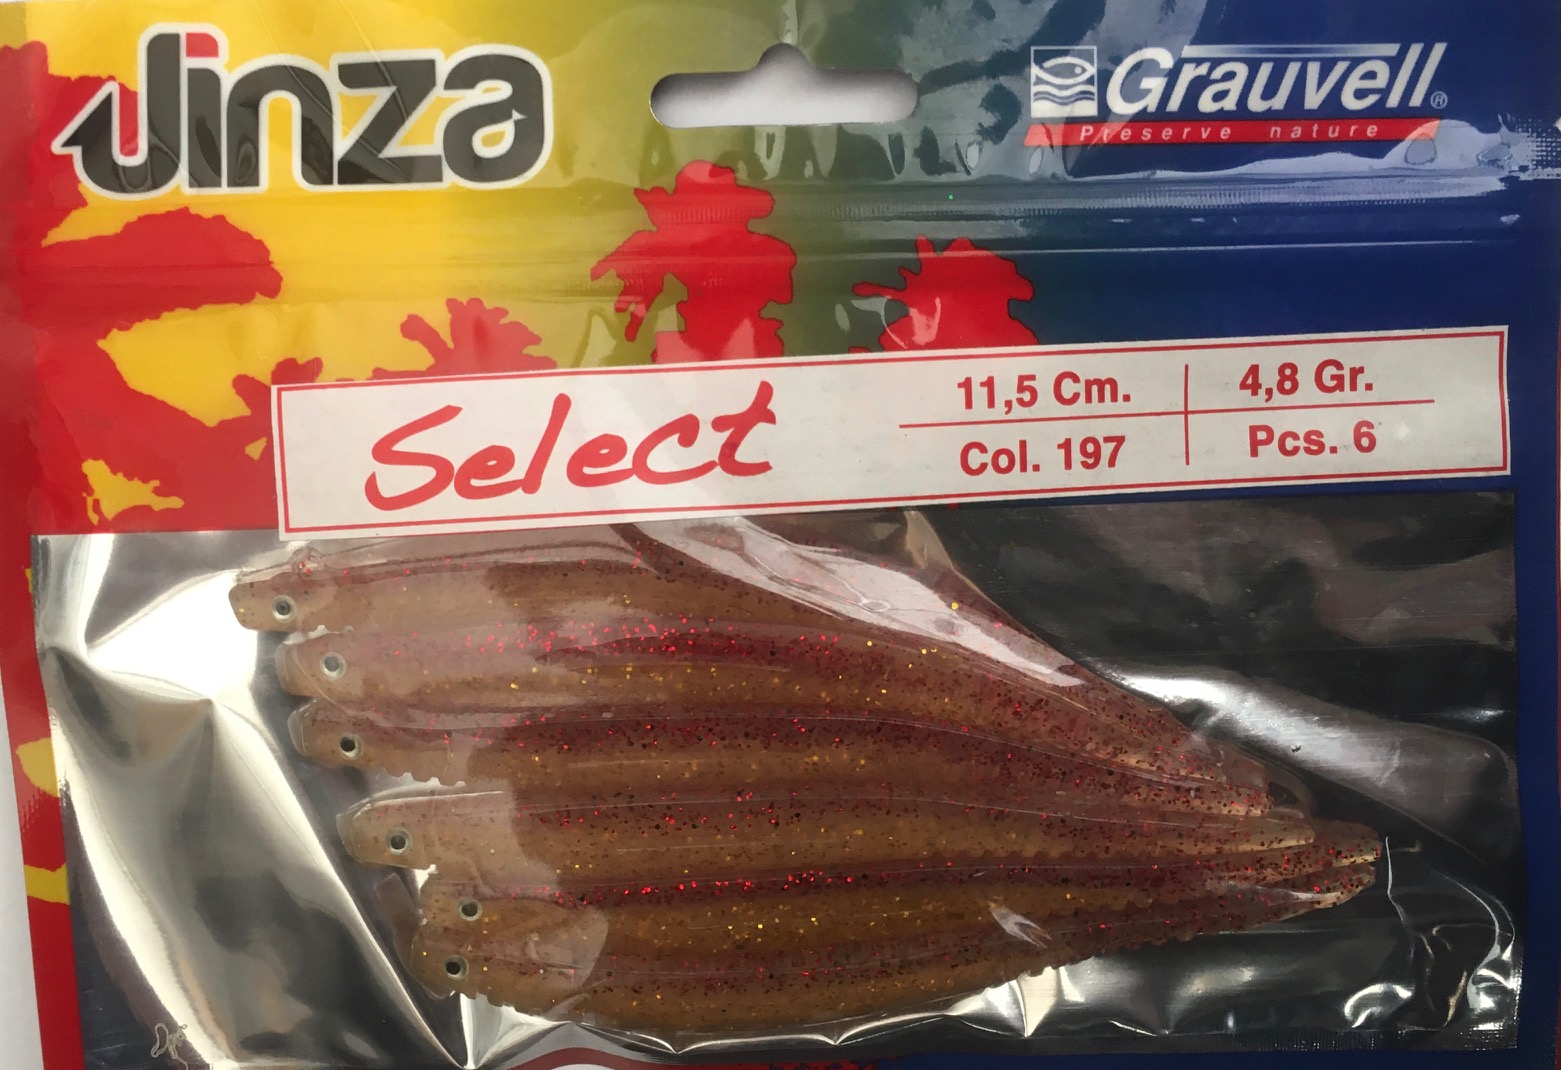 Jinza
Grauvell®
Preserve nature
Select
11,5 Cm.
4,8 Gr.
Col. 197
Pcs. 6